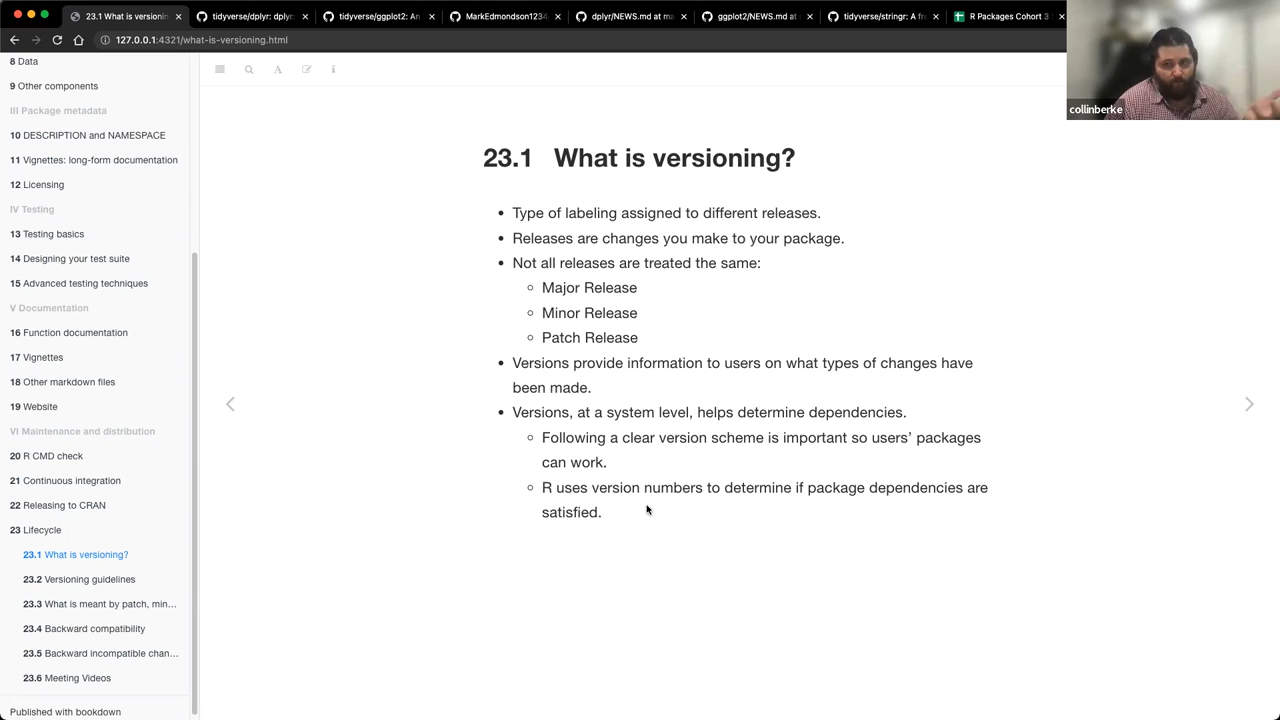 23.1 What is versionin
tidyverse/dplyr: dplyr:
tidyverse/ggplot2: An
MarkEdmondson1234
dplyr/NEWS.md at ma
ggplot2/NEWS.md at
tidyverse/stringr: A fr
R Packages Cohort 3
127.0.0.1:4321/what-is-versioning.html
collinberke
8 Data
9 Other components
III Package metadata
10 DESCRIPTION and NAMESPACE
11 Vignettes: long-form documentation
12 Licensing
IV Testing
13 Testing basics
14 Designing your test suite
15 Advanced testing techniques
V Documentation
16 Function documentation
17 Vignettes
18 Other markdown files
19 Website
VI Maintenance and distribution
20 R CMD check
21 Continuous integration
22 Releasing to CRAN
23 Lifecycle
23.1 What is versioning?
23.2 Versioning guidelines
23.3 What is meant by patch, min...
23.4 Backward compatibility
23.5 Backward incompatible chan...
23.6 Meeting Videos
Published with bookdown
23.1 What is versioning?
• Type of labeling assigned to different releases.
• Releases are changes you make to your package.
• Not all releases are treated the same:
◦ Major Release
◦ Minor Release
◦ Patch Release
• Versions provide information to users on what types of changes have
been made.
• Versions, at a system level, helps determine dependencies.
◦ Following a clear version scheme is important so users' packages
can work.
◦ R uses version numbers to determine if package dependencies are
satisfied.